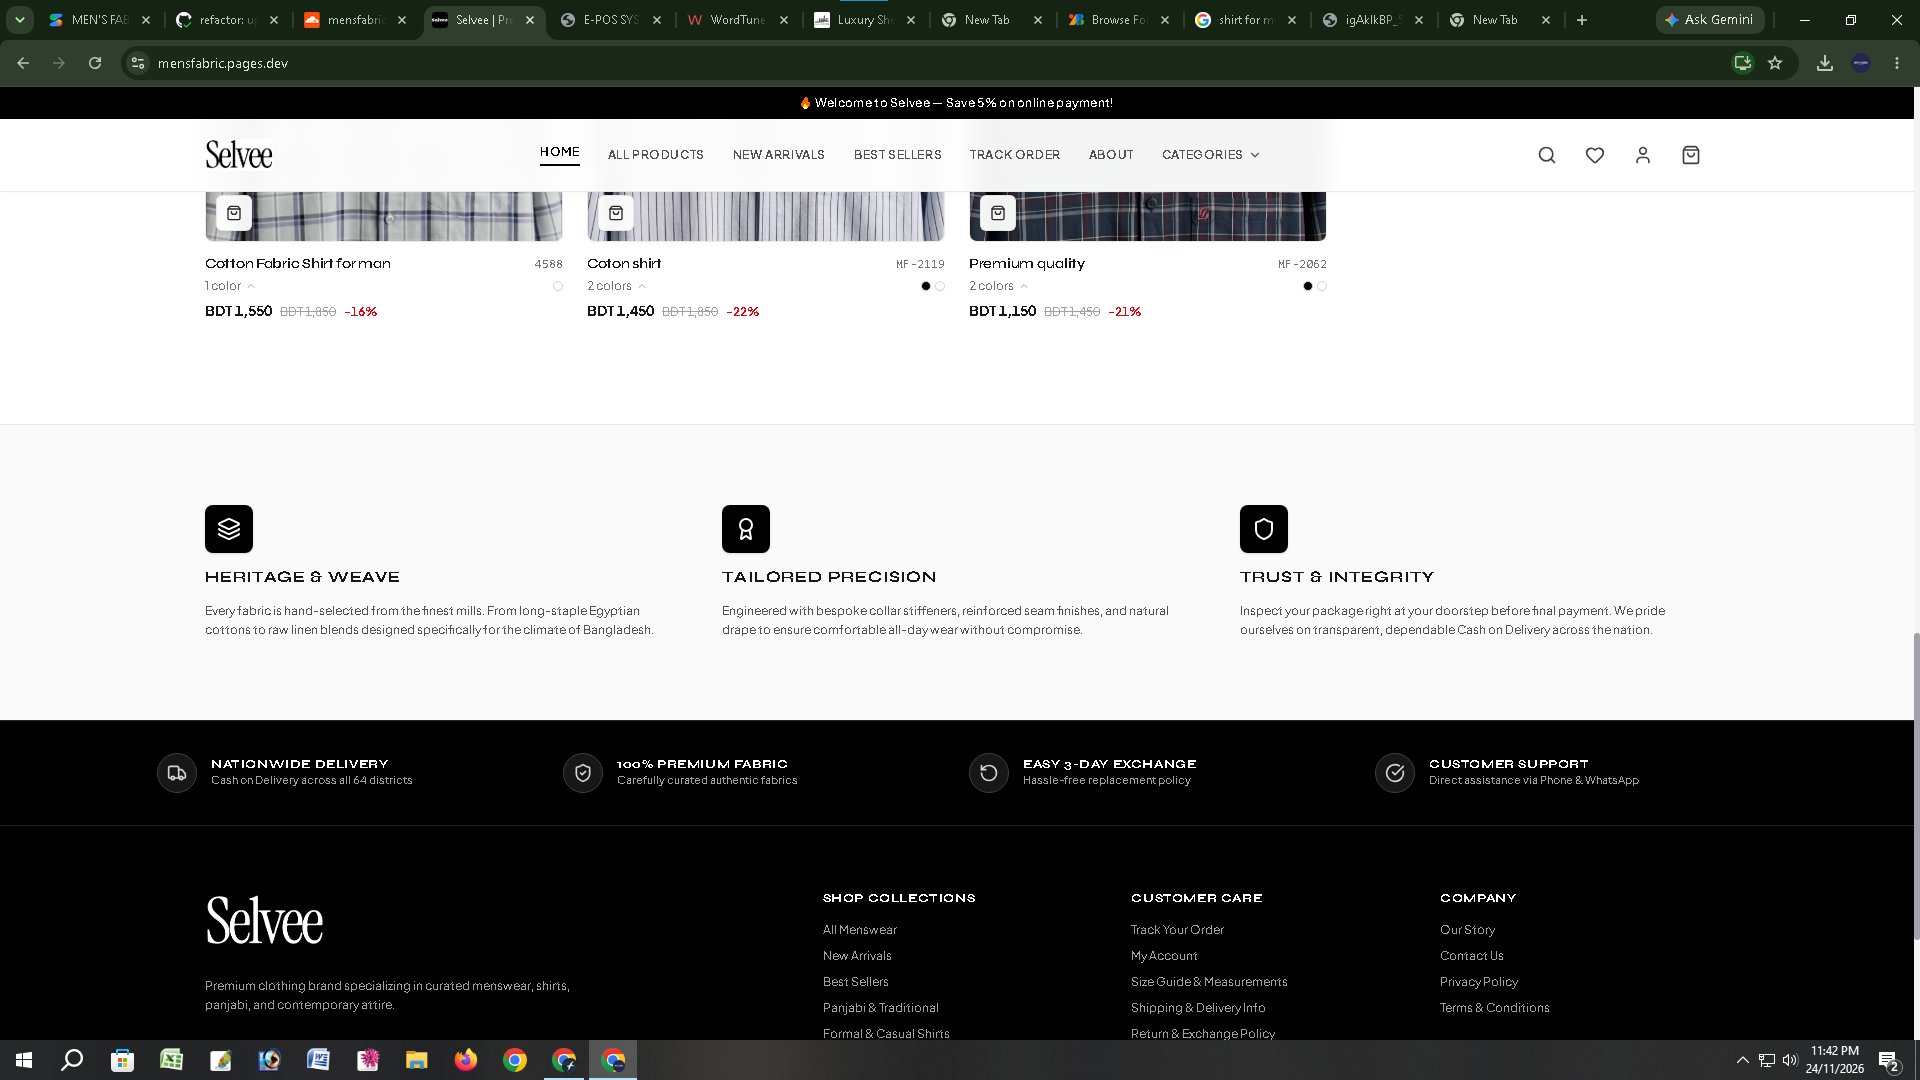 MEN'S FAB
refactor: u
mensfabric
Selvee | Pre
E-POS SYS
WordTune
Luxury She
New Tab
Browse Fo
shirt for m
igAklkBP_
New Tab
Ask Gemini
mensfabric.pages.dev
🔥 Welcome to Selvee — Save 5% on online payment!
Selvee
HOME
ALL PRODUCTS
NEW ARRIVALS
BEST SELLERS
TRACK ORDER
ABOUT
CATEGORIES
Cotton Fabric Shirt for man 4588
1 color
BDT 1,550 BDT 1,850 -16%
Coton shirt MF-2119
2 colors
BDT 1,450 BDT 1,850 -22%
Premium quality MF-2062
2 colors
BDT 1,150 BDT 1,450 -21%
HERITAGE & WEAVE
Every fabric is hand-selected from the finest mills. From long-staple Egyptian
cottons to raw linen blends designed specifically for the climate of Bangladesh.
TAILORED PRECISION
Engineered with bespoke collar stiffeners, reinforced seam finishes, and natural
drape to ensure comfortable all-day wear without compromise.
TRUST & INTEGRITY
Inspect your package right at your doorstep before final payment. We pride
ourselves on transparent, dependable Cash on Delivery across the nation.
NATIONWIDE DELIVERY
Cash on Delivery across all 64 districts
100% PREMIUM FABRIC
Carefully curated authentic fabrics
EASY 3-DAY EXCHANGE
Hassle-free replacement policy
CUSTOMER SUPPORT
Direct assistance via Phone & WhatsApp
Selvee
Premium clothing brand specializing in curated menswear, shirts,
panjabi, and contemporary attire.
SHOP COLLECTIONS
All Menswear
New Arrivals
Best Sellers
Panjabi & Traditional
Formal & Casual Shirts
CUSTOMER CARE
Track Your Order
My Account
Size Guide & Measurements
Shipping & Delivery Info
Return & Exchange Policy
COMPANY
Our Story
Contact Us
Privacy Policy
Terms & Conditions
11:42 PM
24/11/2026
2